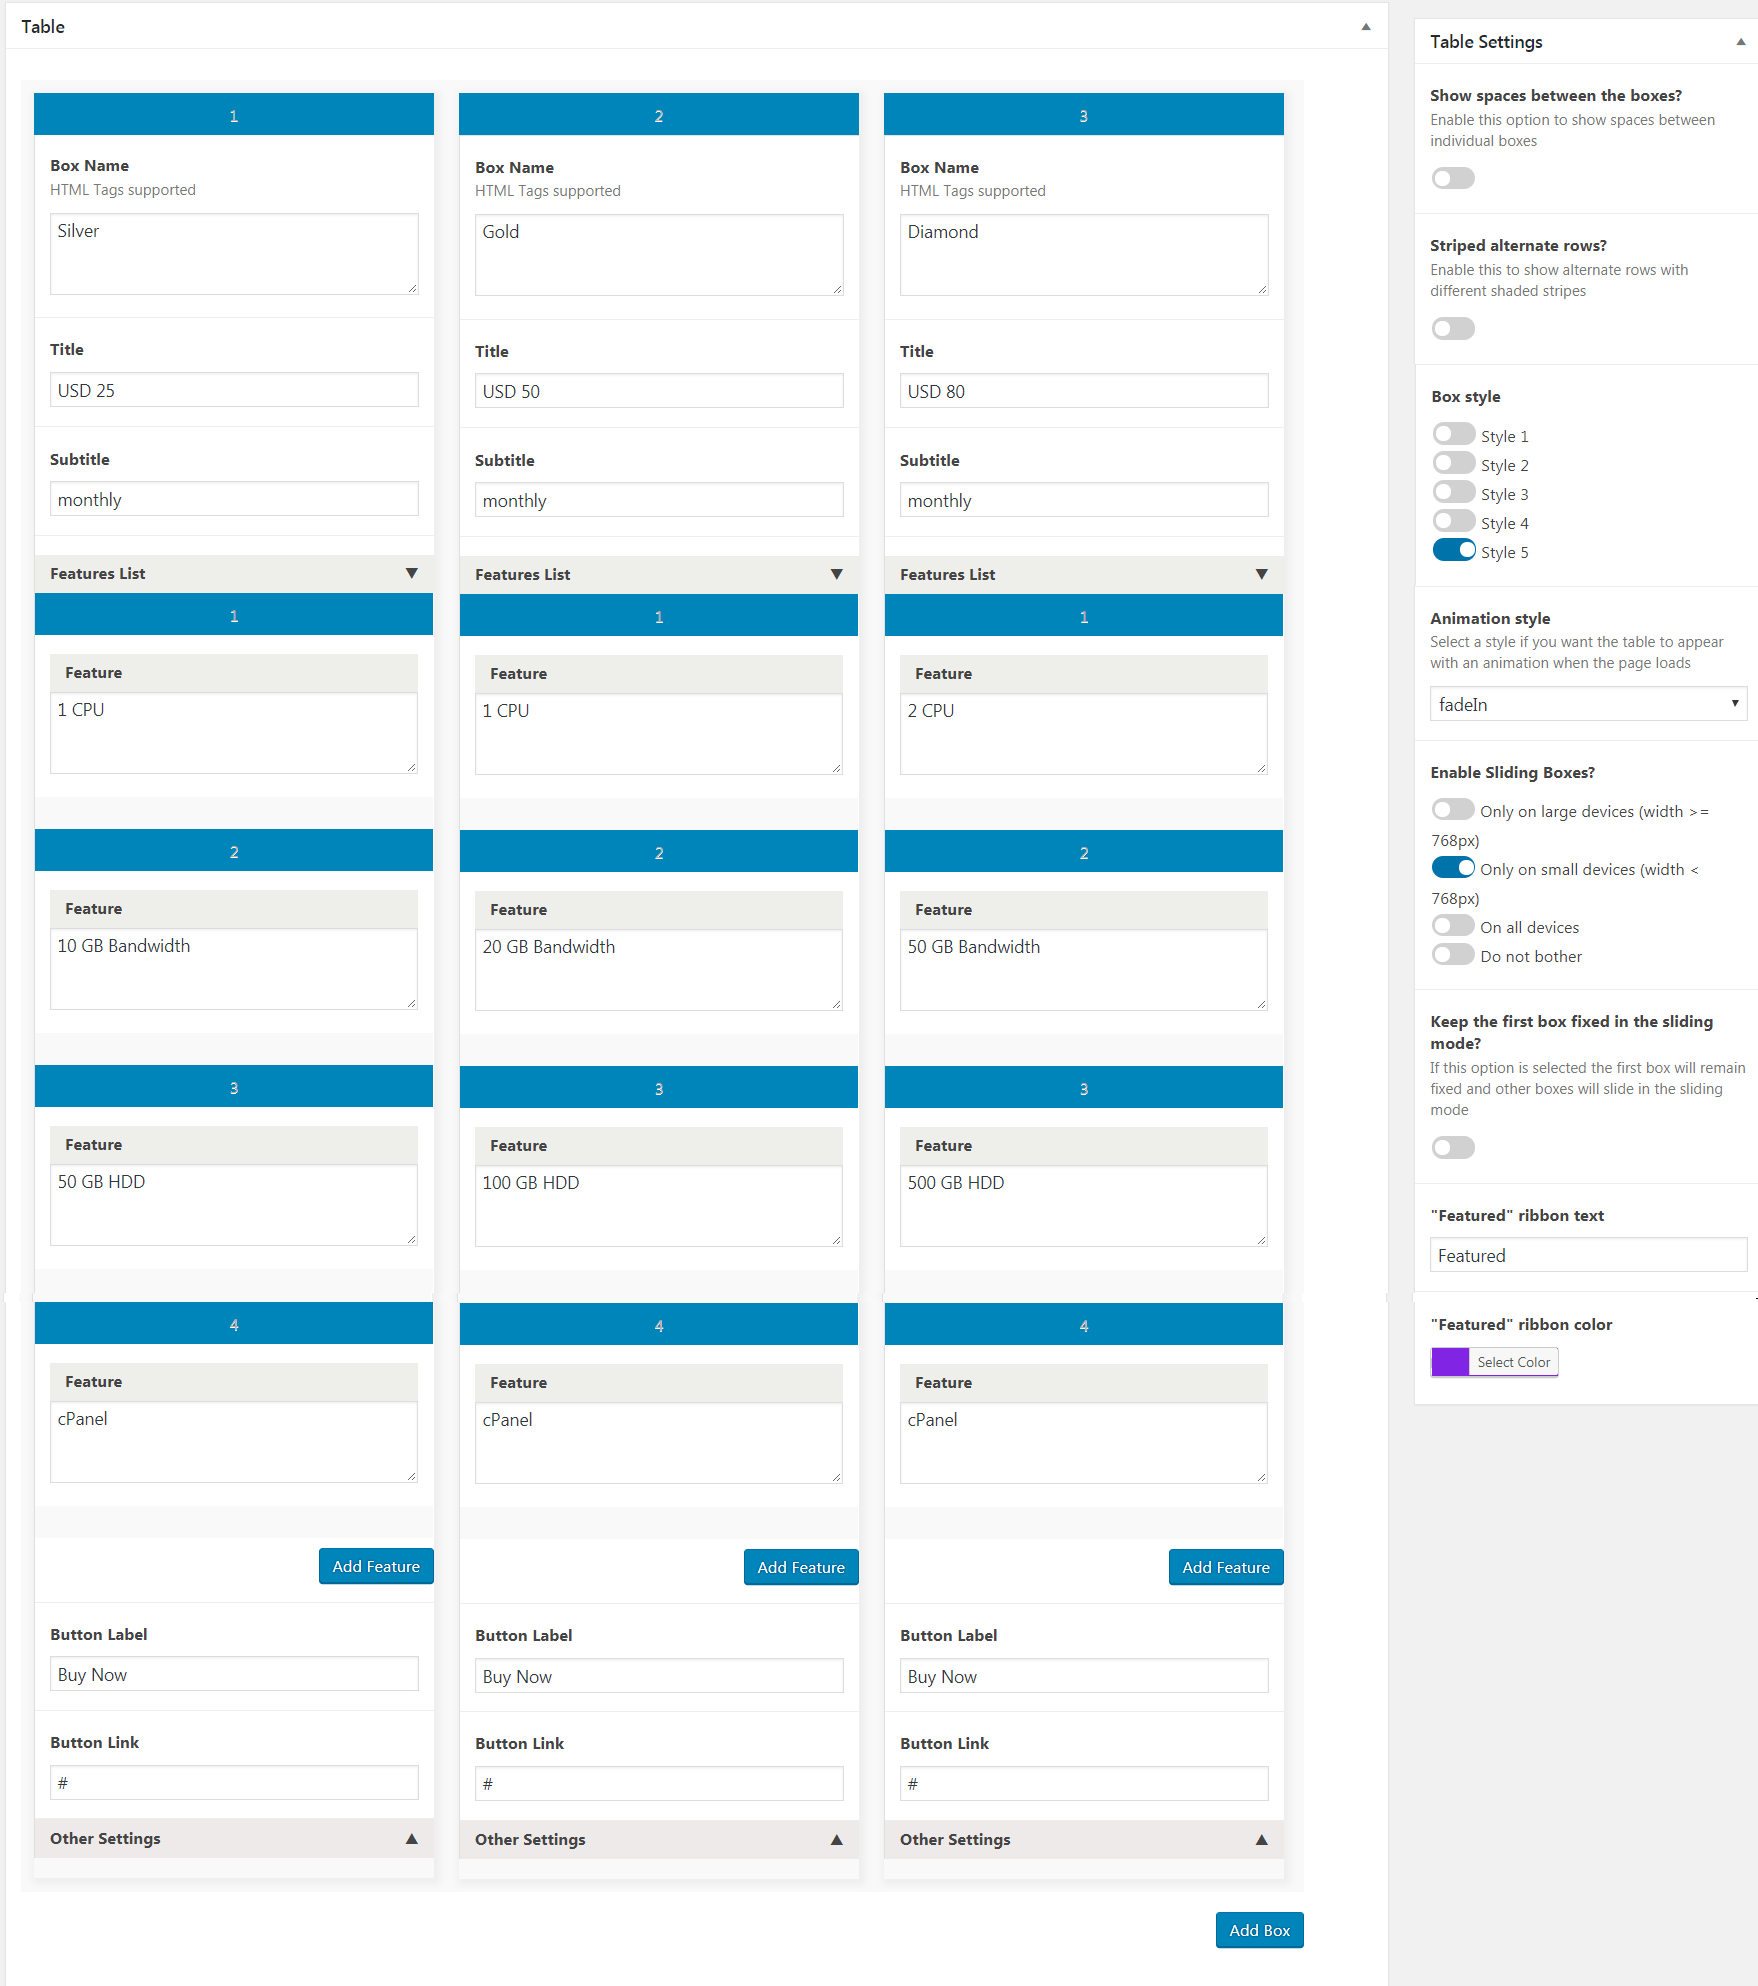 Table
1
Box Name
HTML Tags supported
Silver
Title
USD 25
Subtitle
monthly
Features List
1
Feature
1 CPU
2
Feature
10 GB Bandwidth
3
Feature
50 GB HDD
4
Feature
cPanel
Add Feature
Button Label
Buy Now
Button Link
#
Other Settings
2
Box Name
HTML Tags supported
Gold
Title
USD 50
Subtitle
monthly
Features List
1
Feature
1 CPU
2
Feature
20 GB Bandwidth
3
Feature
100 GB HDD
4
Feature
cPanel
Add Feature
Button Label
Buy Now
Button Link
#
Other Settings
3
Box Name
HTML Tags supported
Diamond
Title
USD 80
Subtitle
monthly
Features List
1
Feature
2 CPU
2
Feature
50 GB Bandwidth
3
Feature
500 GB HDD
4
Feature
cPanel
Add Feature
Button Label
Buy Now
Button Link
#
Other Settings
Add Box
Table Settings
Show spaces between the boxes?
Enable this option to show spaces between
individual boxes
Striped alternate rows?
Enable this to show alternate rows with
different shaded stripes
Box style
Style 1
Style 2
Style 3
Style 4
Style 5
Animation style
Select a style if you want the table to appear
with an animation when the page loads
fadeIn
Enable Sliding Boxes?
Only on large devices (width >=
768px)
Only on small devices (width <
768px)
On all devices
Do not bother
Keep the first box fixed in the sliding
mode?
If this option is selected the first box will remain
fixed and other boxes will slide in the sliding
mode
"Featured" ribbon text
Featured
"Featured" ribbon color
Select Color